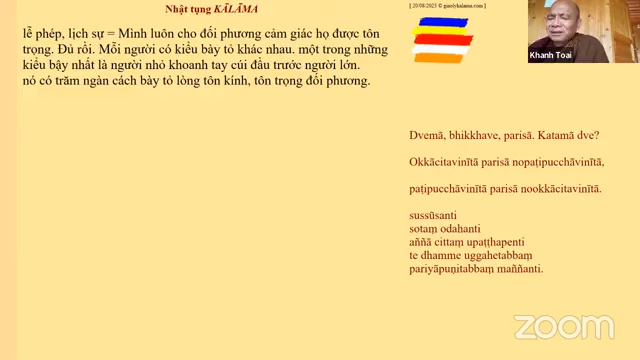 Nhật tụng KĀLĀMA
lễ phép, lịch sự = Mình luôn cho đối phương cảm giác họ được tôn
trọng. Đủ rồi. Mỗi người có kiểu bày tỏ khác nhau. một trong những
kiểu bậy nhất là người nhỏ khoanh tay cúi đầu trước người lớn.
nó có trăm ngàn cách bày tỏ lòng tôn kính, tôn trọng đối phương.
[ 20/08/2023 © giaolykalama.com ]
Khanh Toai
Dvemā, bhikkhave, parisā. Katamā dve?
Okkācitavinītā parisā nopaṭipucchāvinītā,
paṭipucchāvinītā parisā nookkācitavinītā.
sussūsanti
sotaṃ odahanti
aññā cittaṃ upaṭṭhapenti
te dhamme uggahetabbaṃ
pariyāpuṇitabbaṃ maññanti.
zoom